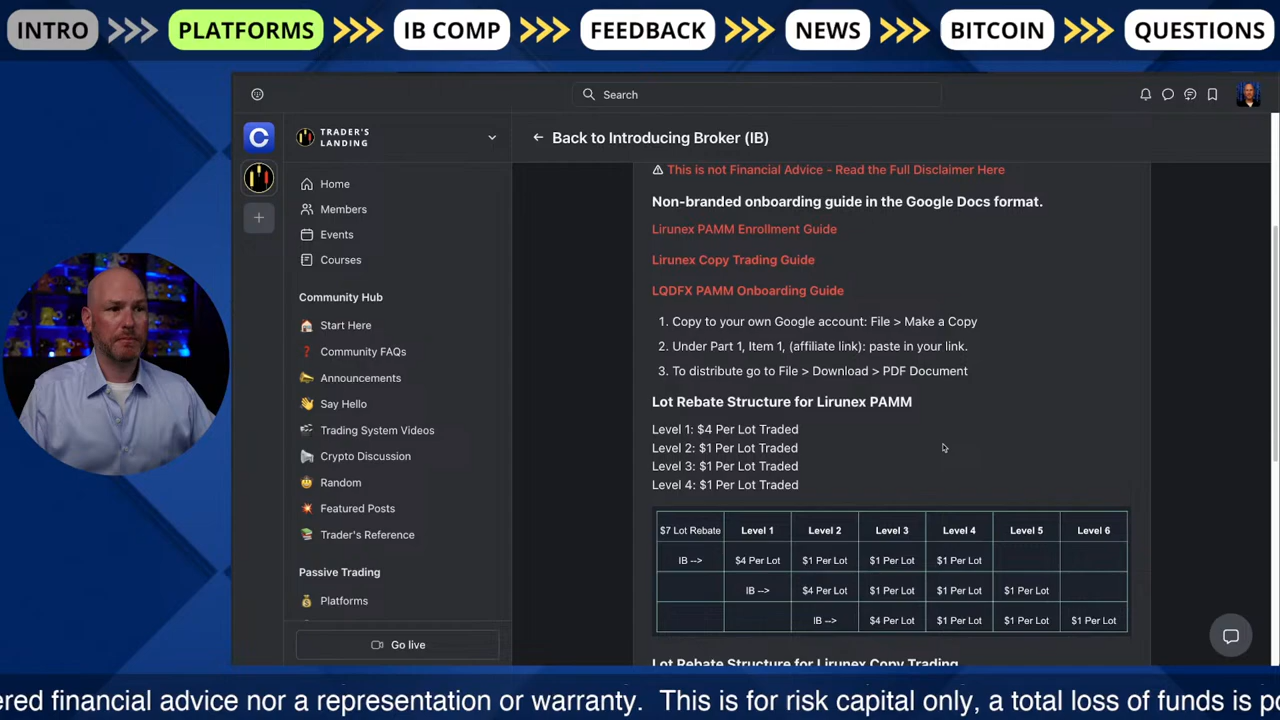 INTRO >>> PLATFORMS >>> IB COMP >>> FEEDBACK >>> NEWS >>> BITCOIN >>> QUESTIONS
Search
TRADER'S
LANDING
Back to Introducing Broker (IB)
Home
Members
Events
Courses
Community Hub
Start Here
Community FAQs
Announcements
Say Hello
Trading System Videos
Crypto Discussion
Random
Featured Posts
Trader's Reference
Passive Trading
Platforms
Go live
This is not Financial Advice - Read the Full Disclaimer Here
Non-branded onboarding guide in the Google Docs format.
Lirunex PAMM Enrollment Guide
Lirunex Copy Trading Guide
LQDFX PAMM Onboarding Guide
1. Copy to your own Google account: File > Make a Copy
2. Under Part 1, Item 1, (affiliate link): paste in your link.
3. To distribute go to File > Download > PDF Document
Lot Rebate Structure for Lirunex PAMM
Level 1: $4 Per Lot Traded
Level 2: $1 Per Lot Traded
Level 3: $1 Per Lot Traded
Level 4: $1 Per Lot Traded
$7 Lot Rebate Level 1 Level 2 Level 3 Level 4 Level 5 Level 6
IB --> $4 Per Lot $1 Per Lot $1 Per Lot $1 Per Lot
IB --> $4 Per Lot $1 Per Lot $1 Per Lot $1 Per Lot
IB --> $4 Per Lot $1 Per Lot $1 Per Lot $1 Per Lot
Lot Rebate Structure for Lirunex Copy Trading
ered financial advice nor a representation or warranty. This is for risk capital only, a total loss of funds is po